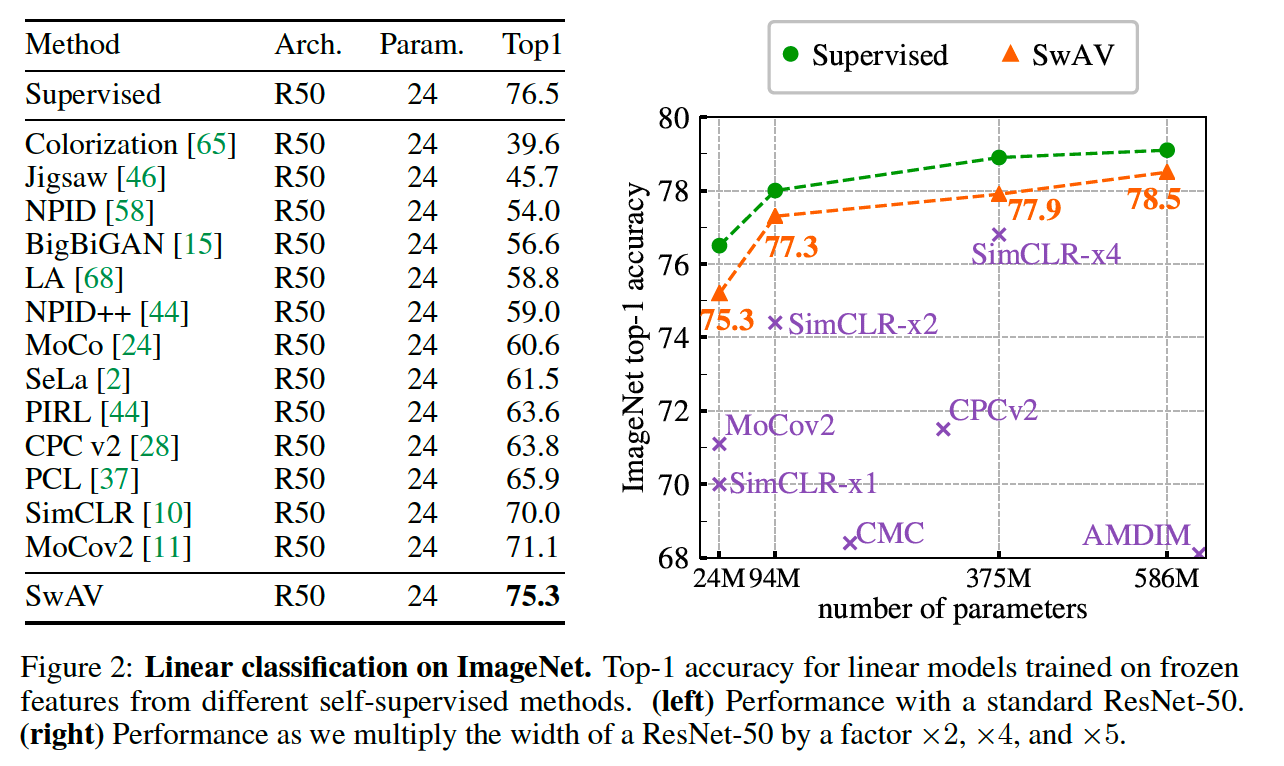 Method Arch. Param. Top1
Supervised R50 24 76.5
Colorization [65] R50 24 39.6
Jigsaw [46] R50 24 45.7
NPID [58] R50 24 54.0
BigBiGAN [15] R50 24 56.6
LA [68] R50 24 58.8
NPID++ [44] R50 24 59.0
MoCo [24] R50 24 60.6
SeLa [2] R50 24 61.5
PIRL [44] R50 24 63.6
CPC v2 [28] R50 24 63.8
PCL [37] R50 24 65.9
SimCLR [10] R50 24 70.0
MoCov2 [11] R50 24 71.1
SwAV R50 24 75.3
Supervised SwAV
ImageNet top-1 accuracy
80
78
76
74
72
70
68
78.5
77.9
77.3
SimCLR-x4
75.3
SimCLR-x2
CPCv2
MoCov2
SimCLR-x1
CMC
AMDIM
24M 94M 375M 586M
number of parameters
Figure 2: Linear classification on ImageNet. Top-1 accuracy for linear models trained on frozen
features from different self-supervised methods. (left) Performance with a standard ResNet-50.
(right) Performance as we multiply the width of a ResNet-50 by a factor ×2, ×4, and ×5.